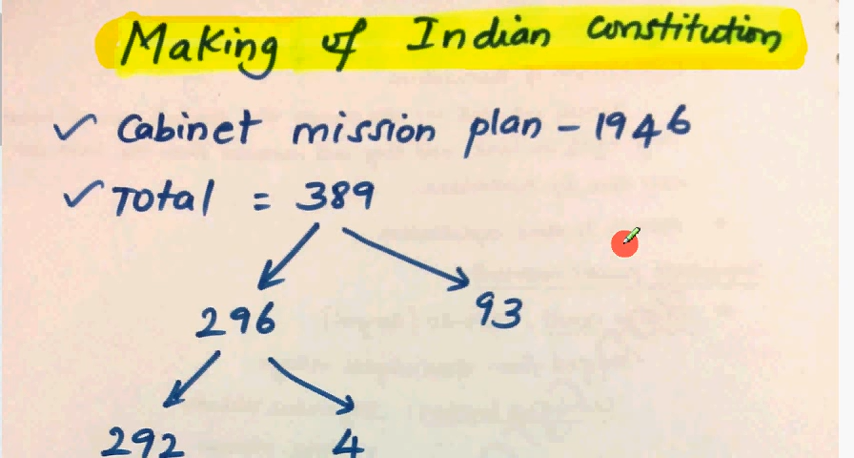 Making of Indian constitution
✓ Cabinet mission plan - 1946
✓ Total = 389
296 93
292 4